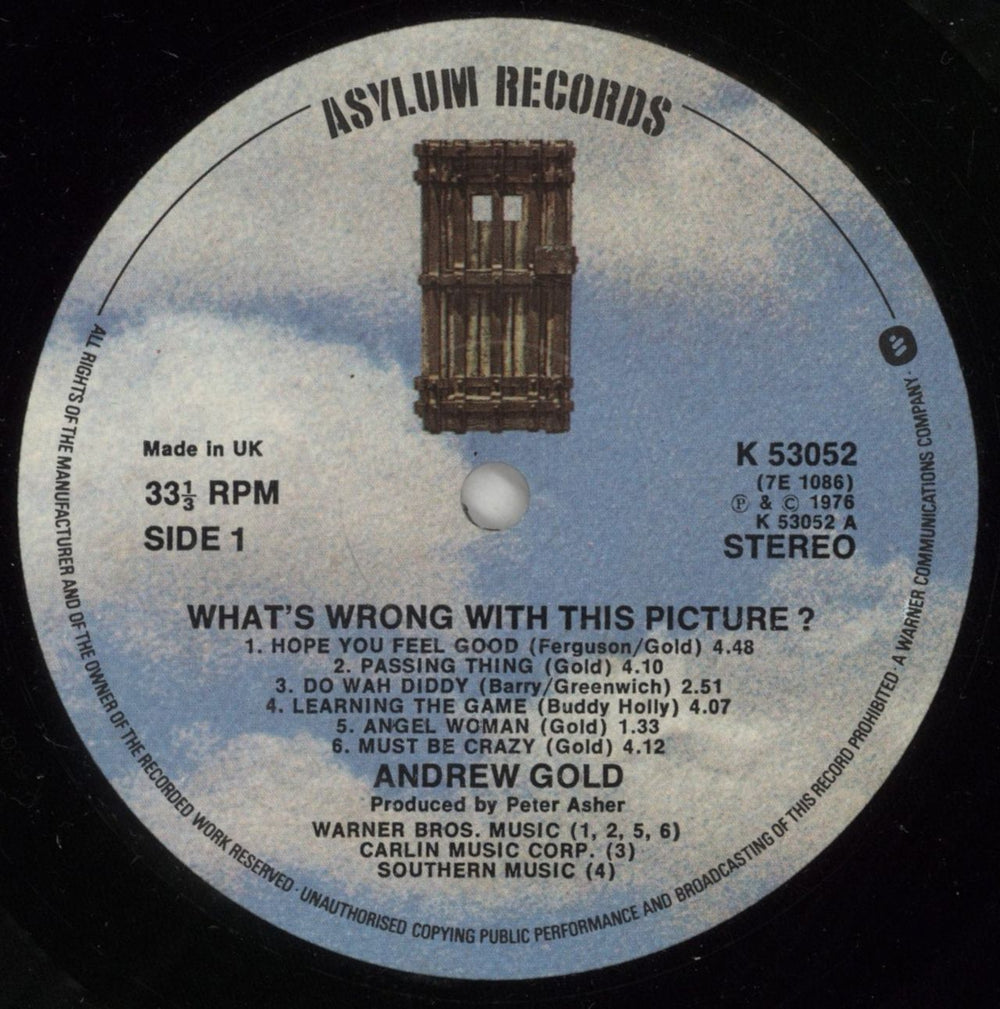 ASYLUM RECORDS
Made in UK
33⅓ RPM
SIDE 1
K 53052
(7E 1086)
Ⓟ & © 1976
K 53052 A
STEREO
WHAT'S WRONG WITH THIS PICTURE ?
1. HOPE YOU FEEL GOOD (Ferguson/Gold) 4.48
2. PASSING THING (Gold) 4.10
3. DO WAH DIDDY (Barry/Greenwich) 2.51
4. LEARNING THE GAME (Buddy Holly) 4.07
5. ANGEL WOMAN (Gold) 1.33
6. MUST BE CRAZY (Gold) 4.12
ANDREW GOLD
Produced by Peter Asher
WARNER BROS. MUSIC (1, 2, 5, 6)
CARLIN MUSIC CORP. (3)
SOUTHERN MUSIC (4)
ALL RIGHTS OF THE MANUFACTURER AND OF THE OWNER OF THE RECORDED WORK RESERVED · UNAUTHORISED COPYING PUBLIC PERFORMANCE AND BROADCASTING OF THIS RECORD PROHIBITED · A WARNER COMMUNICATIONS COMPANY ·